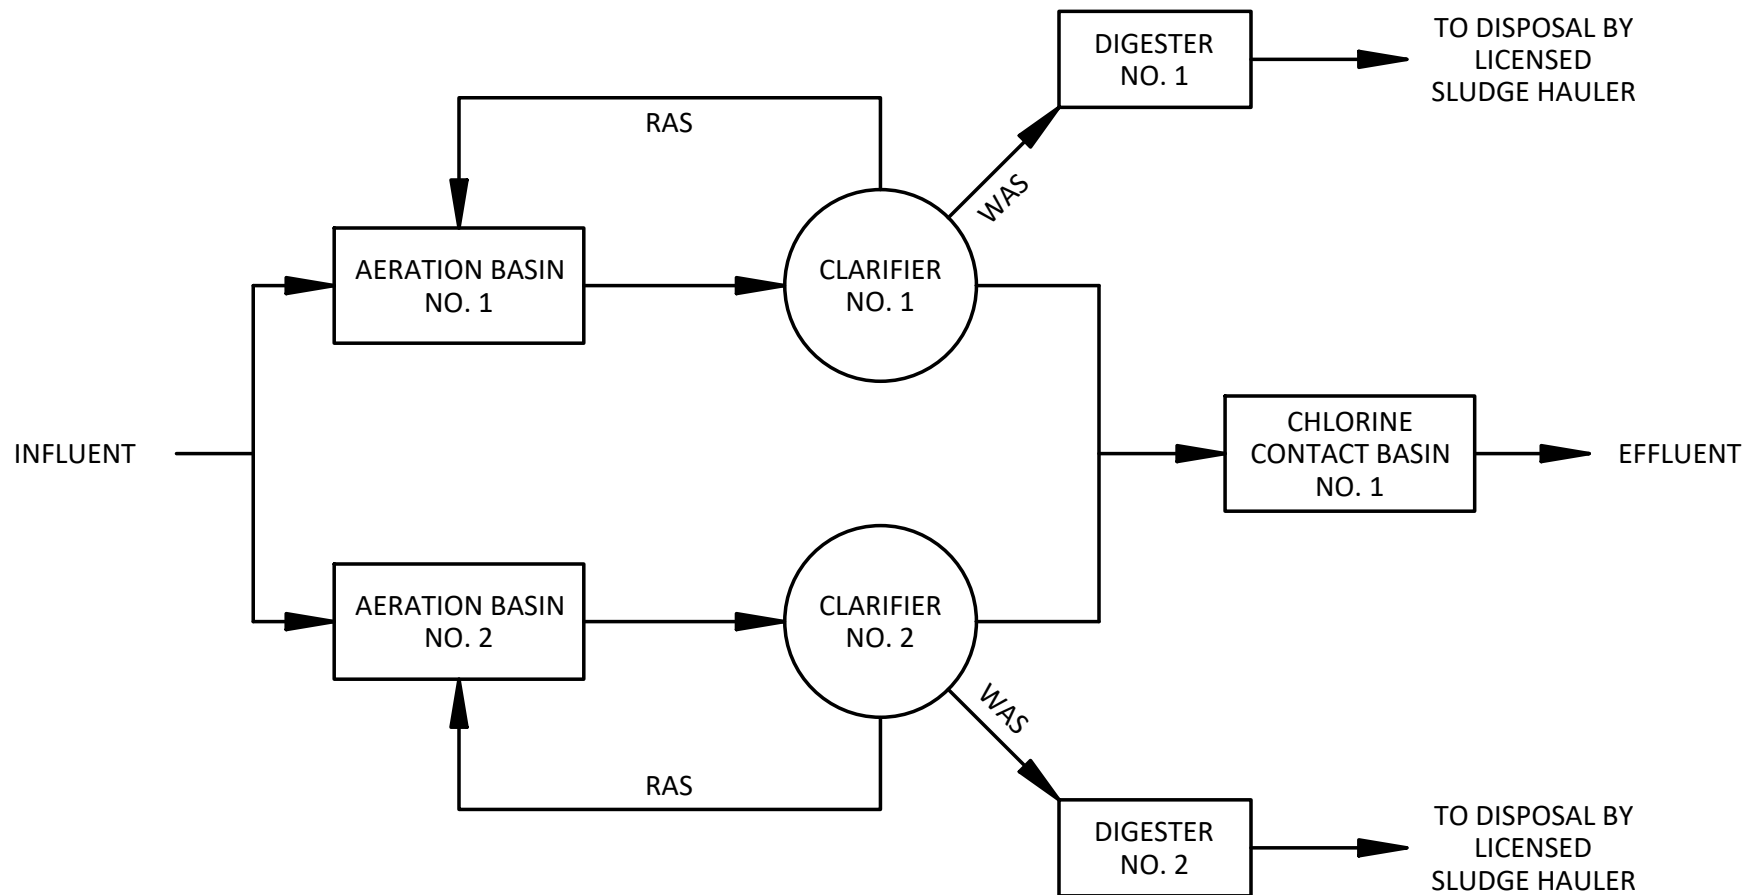 DIGESTER
NO. 1
TO DISPOSAL BY
LICENSED
SLUDGE HAULER
RAS
WAS
AERATION BASIN
NO. 1
CLARIFIER
NO. 1
INFLUENT
CHLORINE
CONTACT BASIN
NO. 1
EFFLUENT
AERATION BASIN
NO. 2
CLARIFIER
NO. 2
WAS
RAS
DIGESTER
NO. 2
TO DISPOSAL BY
LICENSED
SLUDGE HAULER